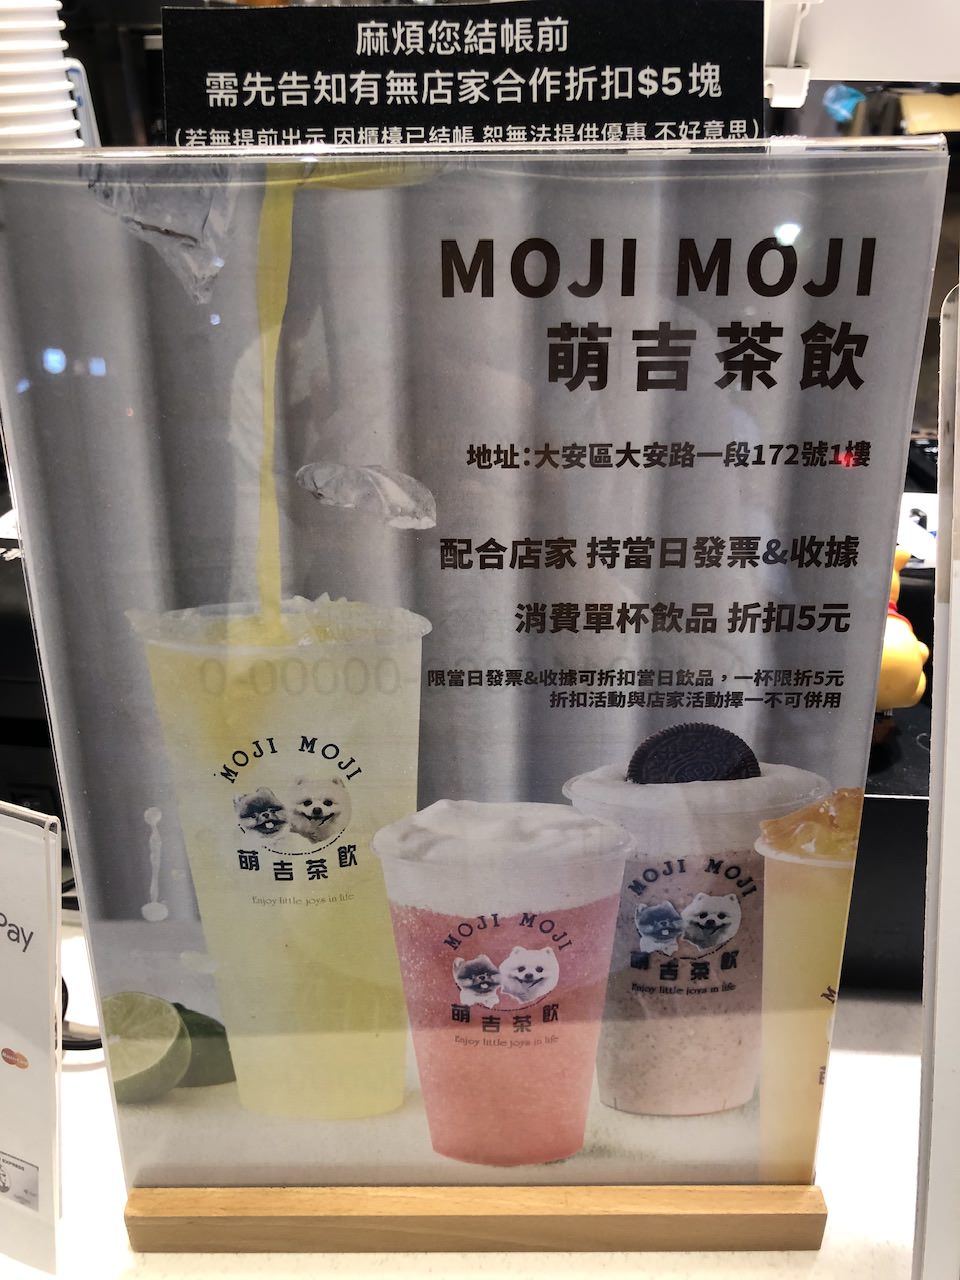 麻煩您結帳前
需先告知有無店家合作折扣$5塊
(若無提前出示 因櫃檯已結帳 恕無法提供優惠 不好意思)
MOJI MOJI
萌吉茶飲
地址:大安區大安路一段172號1樓
配合店家 持當日發票&收據
消費單杯飲品 折扣5元
限當日發票&收據可折扣當日飲品，一杯限折5元
折扣活動與店家活動擇一不可併用
MOJI MOJI
萌吉茶飲
Enjoy little joys in life
MOJI MOJI
萌吉茶飲
Enjoy little joys in life
MOJI MOJI
萌吉茶飲
Enjoy little joys in life
Pay